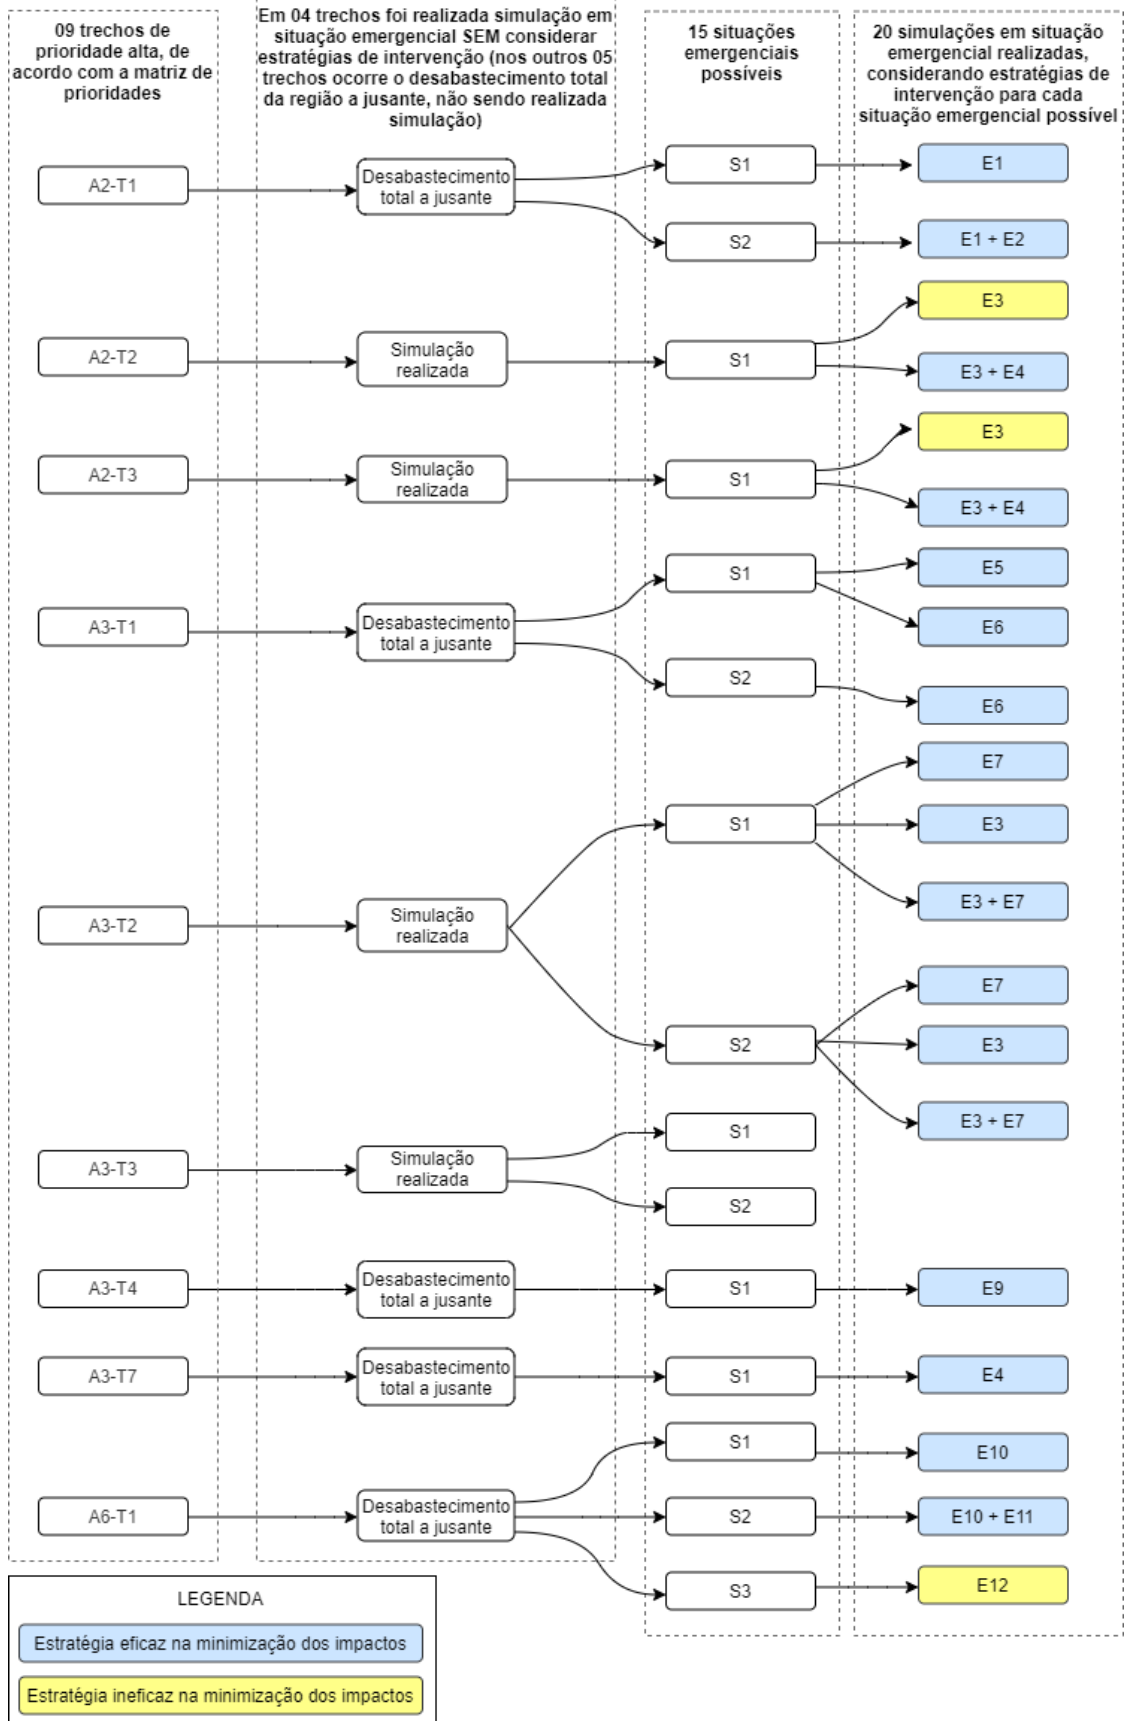 09 trechos de
prioridade alta, de
acordo com a matriz de
prioridades
Em 04 trechos foi realizada simulação em
situação emergencial SEM considerar
estratégias de intervenção (nos outros 05
trechos ocorre o desabastecimento total
da região a jusante, não sendo realizada
simulação)
15 situações
emergenciais
possíveis
20 simulações em situação
emergencial realizadas,
considerando estratégias de
intervenção para cada
situação emergencial possível
A2-T1
Desabastecimento
total a jusante
S1
E1
S2
E1 + E2
A2-T2
Simulação
realizada
S1
E3
E3 + E4
A2-T3
Simulação
realizada
S1
E3
E3 + E4
A3-T1
Desabastecimento
total a jusante
S1
E5
E6
S2
E6
A3-T2
Simulação
realizada
S1
E7
E3
E3 + E7
S2
E7
E3
E3 + E7
A3-T3
Simulação
realizada
S1
S2
A3-T4
Desabastecimento
total a jusante
S1
E9
A3-T7
Desabastecimento
total a jusante
S1
E4
A6-T1
Desabastecimento
total a jusante
S1
E10
S2
E10 + E11
S3
E12
LEGENDA
Estratégia eficaz na minimização dos impactos
Estratégia ineficaz na minimização dos impactos